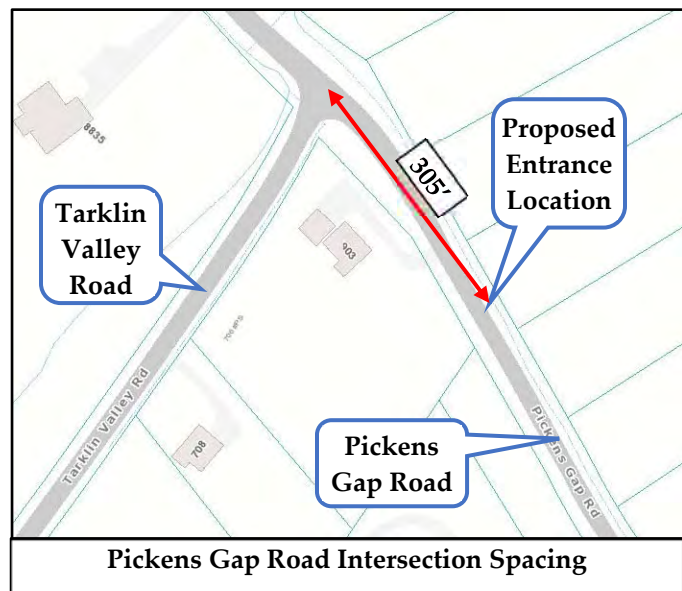 8835
Proposed
Entrance
Location
305'
Tarklin
Valley
Road
903
708
Tarklin Valley Rd
Pickens
Gap Road
Pickens Gap Rd
Pickens Gap Road Intersection Spacing